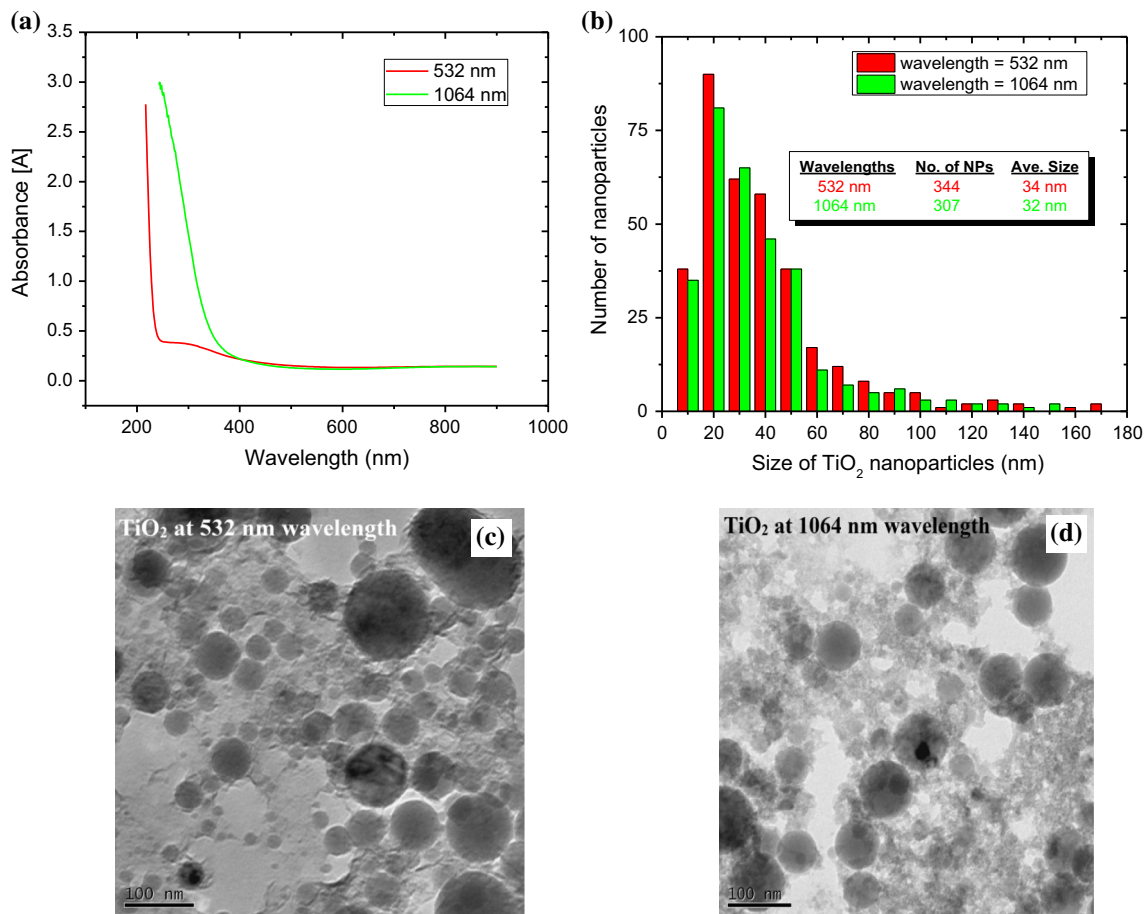 (a)
3.5
3.0
2.5
2.0
1.5
1.0
0.5
0.0
Absorbance [A]
532 nm
1064 nm
200
400
600
800
1000
Wavelength (nm)
(b)
100
75
50
25
0
Number of nanoparticles
wavelength = 532 nm
wavelength = 1064 nm
Wavelengths No. of NPs Ave. Size
532 nm 344 34 nm
1064 nm 307 32 nm
0 20 40 60 80 100 120 140 160 180
Size of TiO₂ nanoparticles (nm)
TiO₂ at 532 nm wavelength
(c)
100 nm
TiO₂ at 1064 nm wavelength
(d)
100 nm